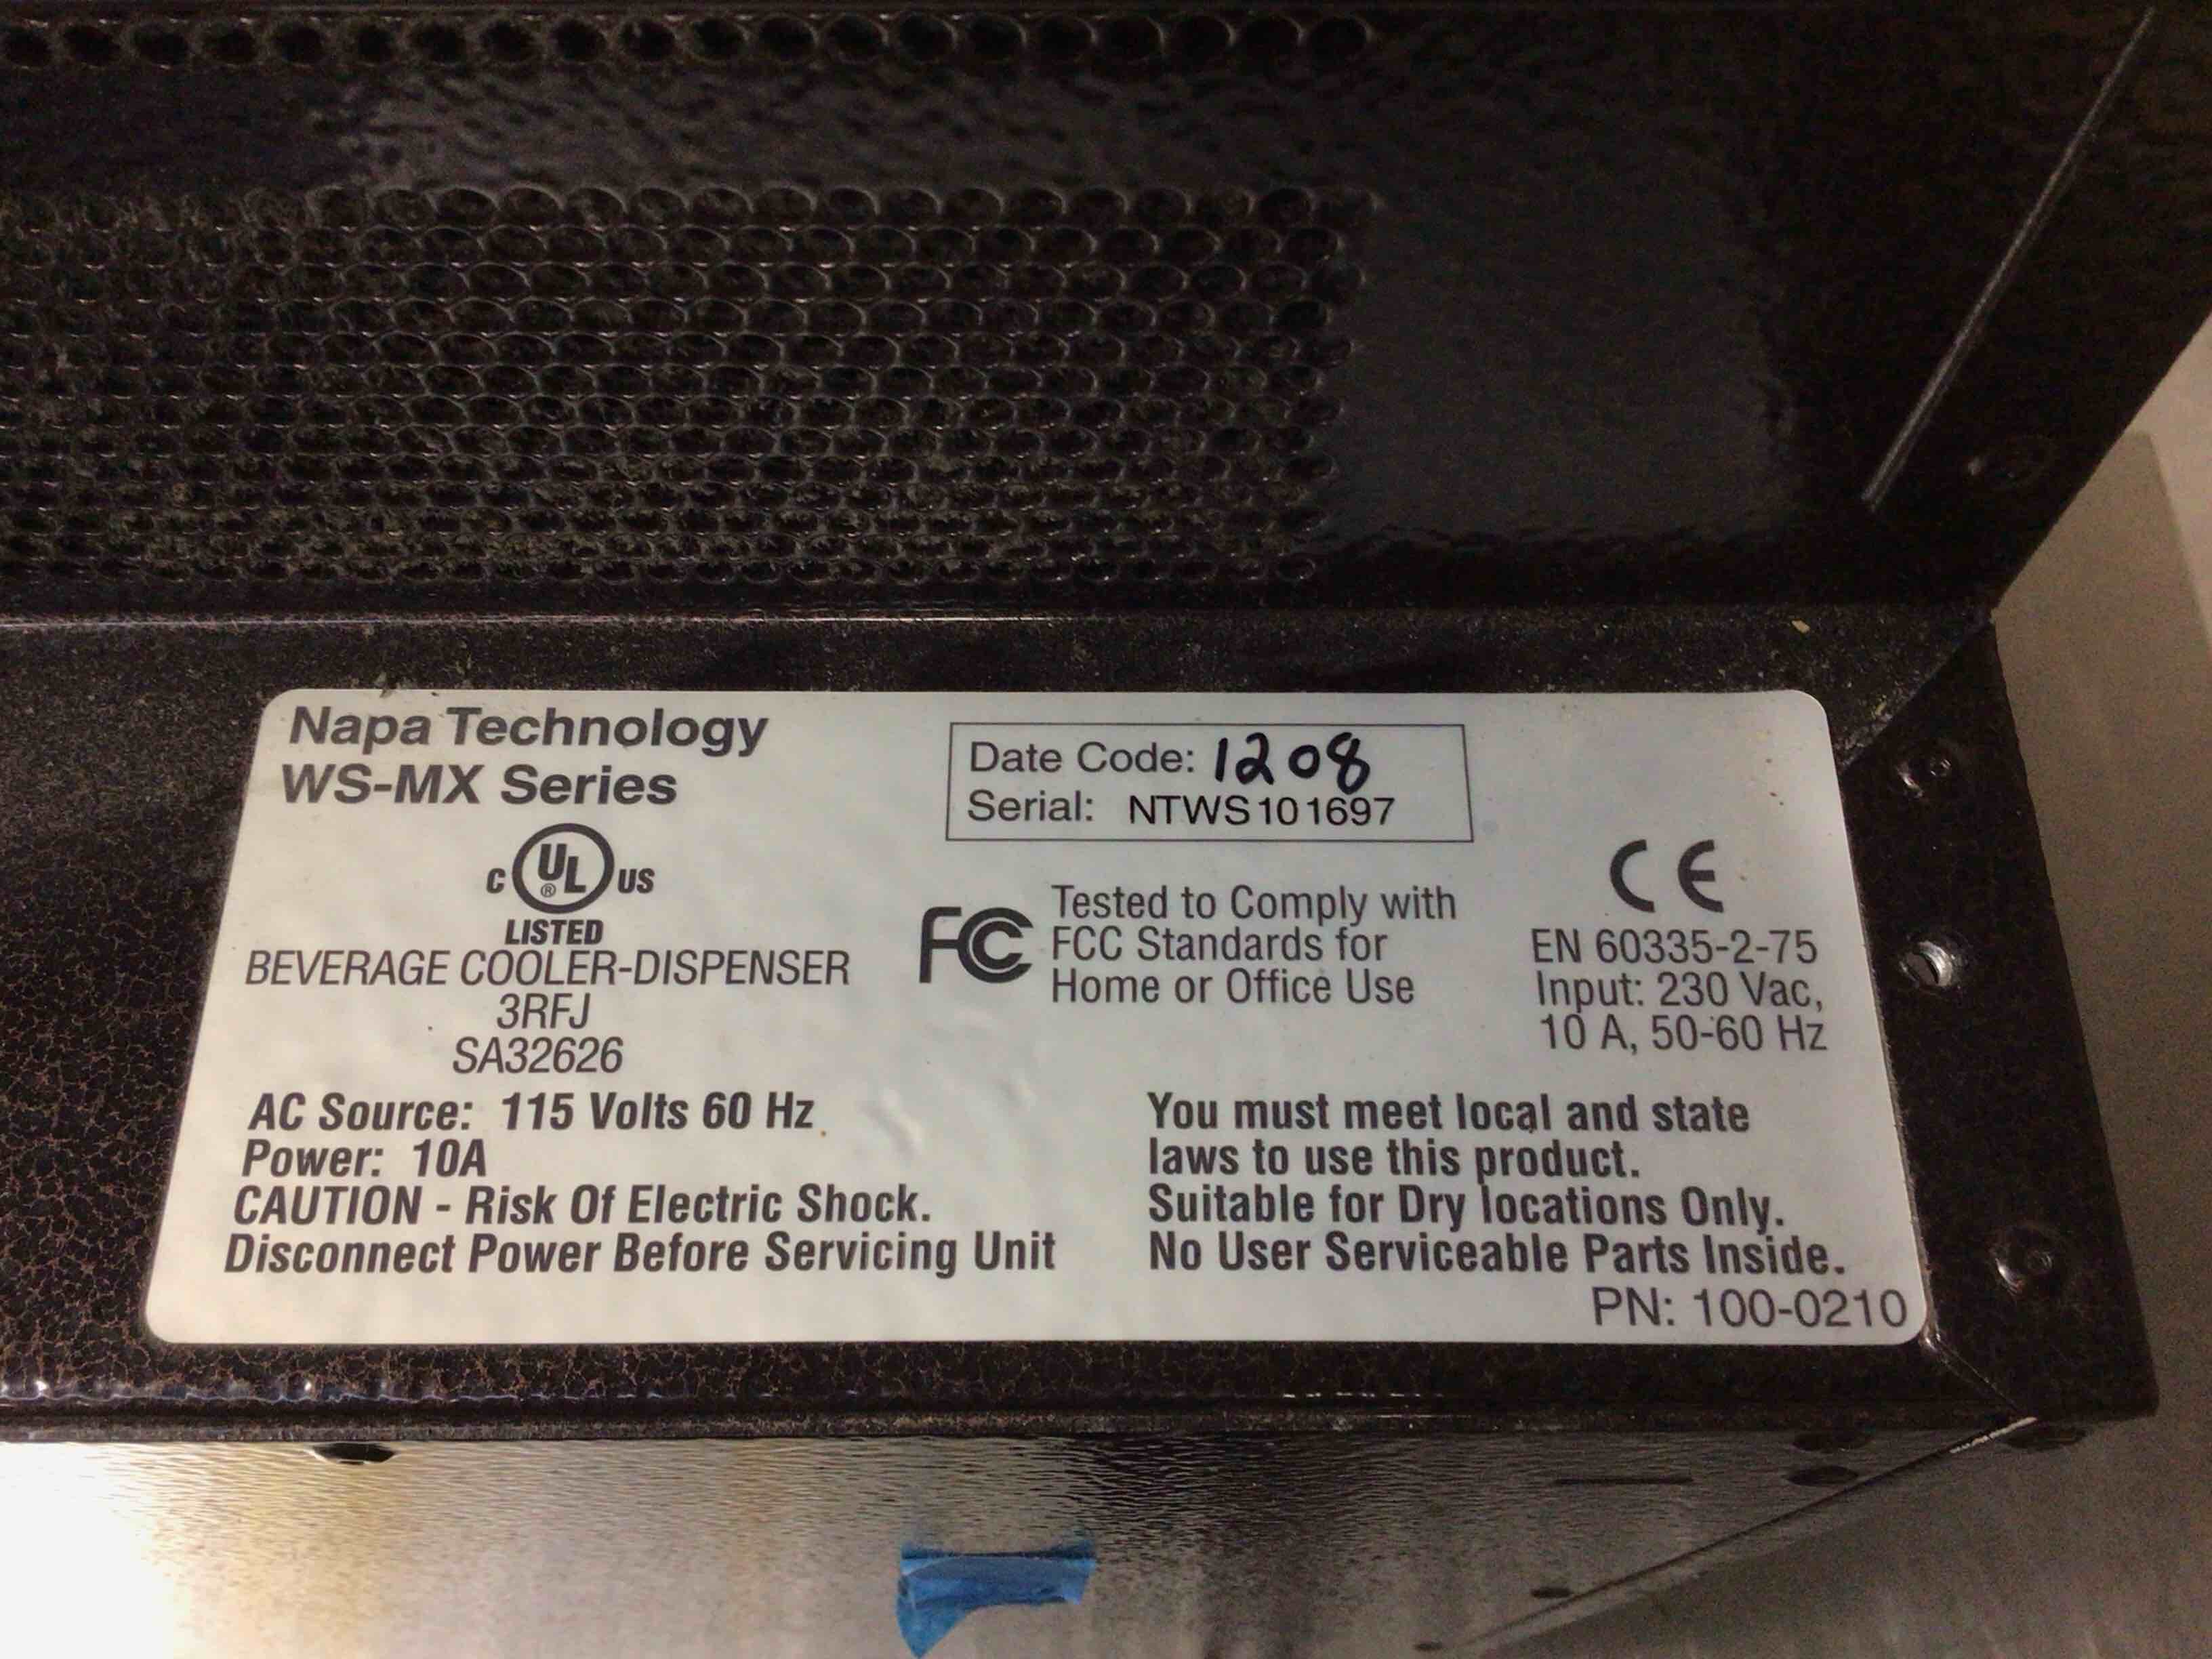 Napa Technology
WS-MX Series
C UL ® US
LISTED
BEVERAGE COOLER-DISPENSER
3RFJ
SA32626
AC Source: 115 Volts 60 Hz
Power: 10A
CAUTION - Risk Of Electric Shock.
Disconnect Power Before Servicing Unit
Date Code: 1208
Serial: NTWS101697
FC Tested to Comply with
FCC Standards for
Home or Office Use
CE
EN 60335-2-75
Input: 230 Vac,
10 A, 50-60 Hz
You must meet local and state
laws to use this product.
Suitable for Dry locations Only.
No User Serviceable Parts Inside.
PN: 100-0210